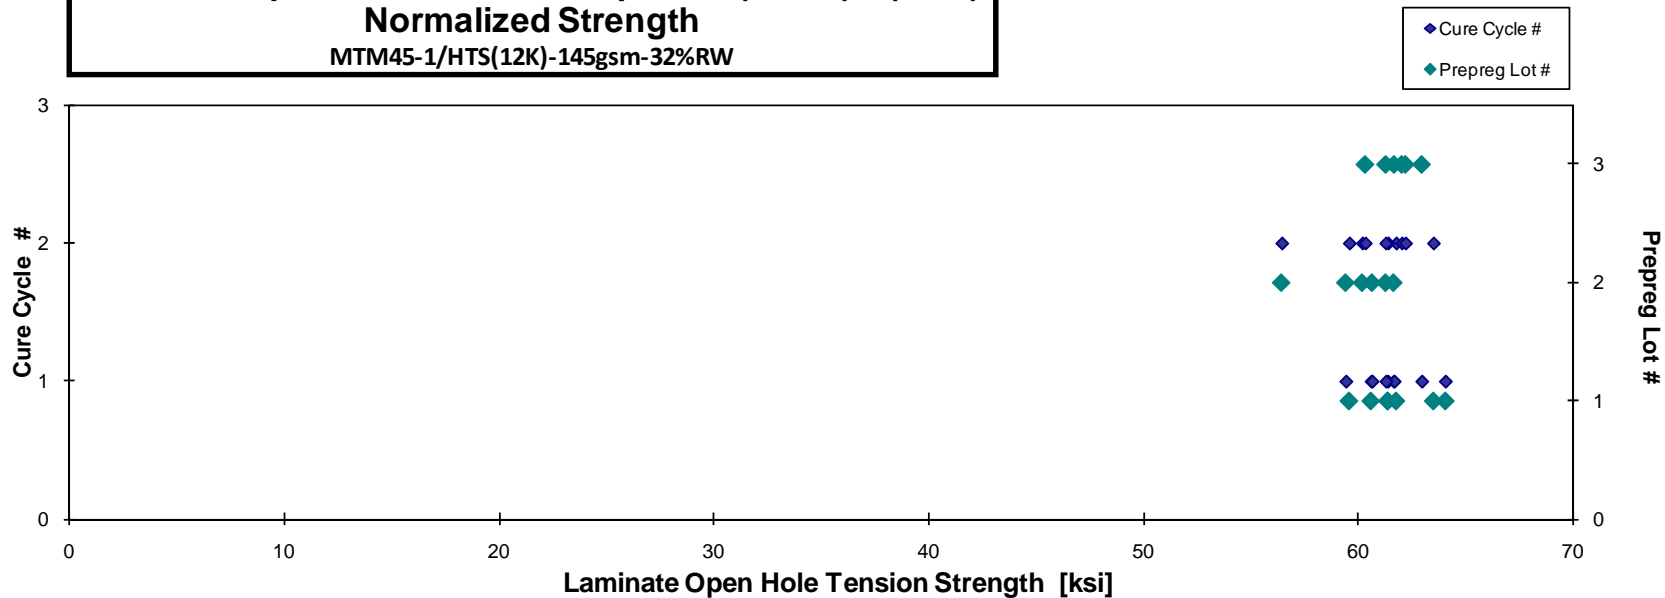 Normalized Strength
MTM45-1/HTS(12K)-145gsm-32%RW
Cure Cycle #
Prepreg Lot #
3
2
1
0
Cure Cycle #
3
2
1
0
Prepreg Lot #
0 10 20 30 40 50 60 70
Laminate Open Hole Tension Strength [ksi]